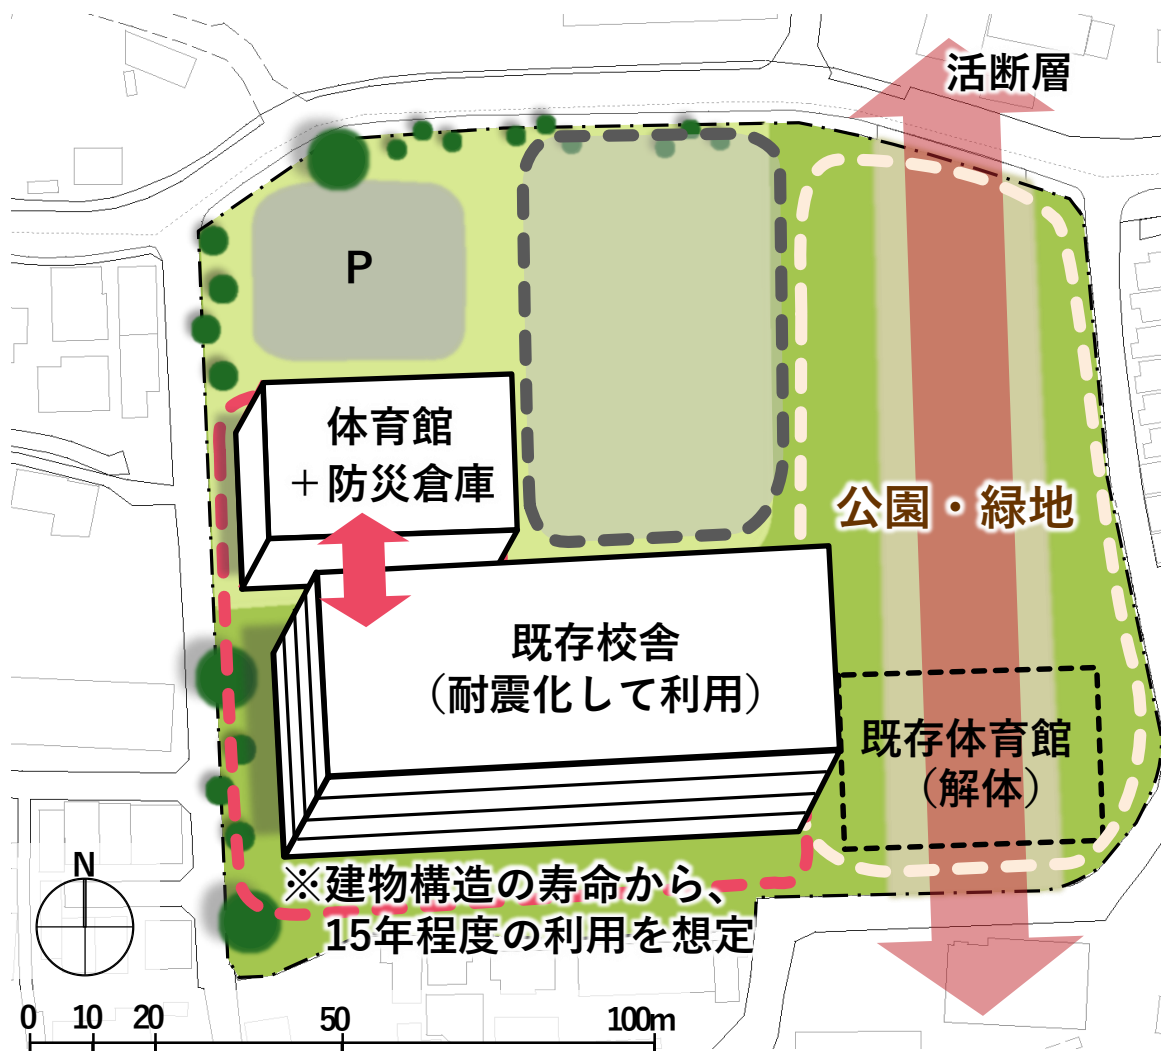 活断層
P
体育館
＋防災倉庫
公園・緑地
既存校舎
（耐震化して利用）
既存体育館
（解体）
※建物構造の寿命から、
15年程度の利用を想定
N
0 10 20 50 100m